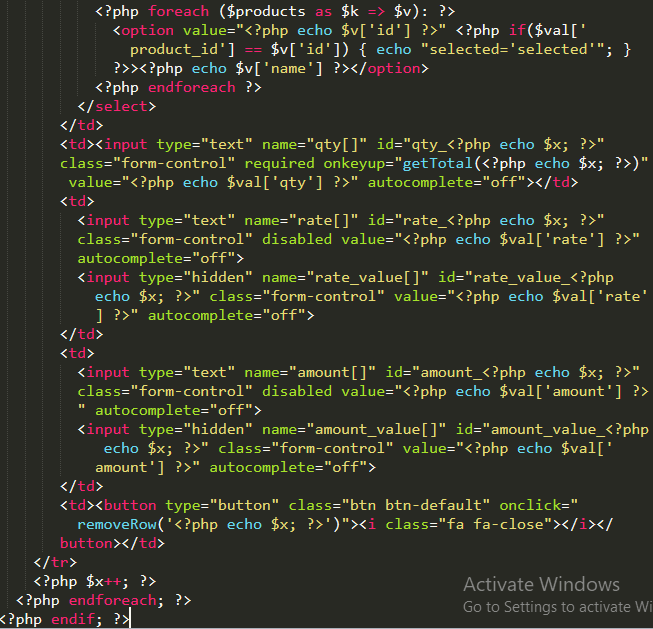 <?php foreach ($products as $k => $v): ?>
<option value="<?php echo $v['id'] ?>" <?php if($val['
product_id'] == $v['id']) { echo "selected='selected'"; }
?>><?php echo $v['name'] ?></option>
<?php endforeach ?>
</select>
</td>
<td><input type="text" name="qty[]" id="qty_<?php echo $x; ?>"
class="form-control" required onkeyup="getTotal(<?php echo $x; ?>)"
value="<?php echo $val['qty'] ?>" autocomplete="off"></td>
<td>
<input type="text" name="rate[]" id="rate_<?php echo $x; ?>"
class="form-control" disabled value="<?php echo $val['rate'] ?>"
autocomplete="off">
<input type="hidden" name="rate_value[]" id="rate_value_<?php
echo $x; ?>" class="form-control" value="<?php echo $val['rate'
] ?>" autocomplete="off">
</td>
<td>
<input type="text" name="amount[]" id="amount_<?php echo $x; ?>"
class="form-control" disabled value="<?php echo $val['amount'] ?>
" autocomplete="off">
<input type="hidden" name="amount_value[]" id="amount_value_<?php
echo $x; ?>" class="form-control" value="<?php echo $val['
amount'] ?>" autocomplete="off">
</td>
<td><button type="button" class="btn btn-default" onclick="
removeRow('<?php echo $x; ?>')"><i class="fa fa-close"></i></
button></td>
</tr>
<?php $x++; ?>
<?php endforeach; ?>
<?php endif; ?>
Activate Windows
Go to Settings to activate Wi